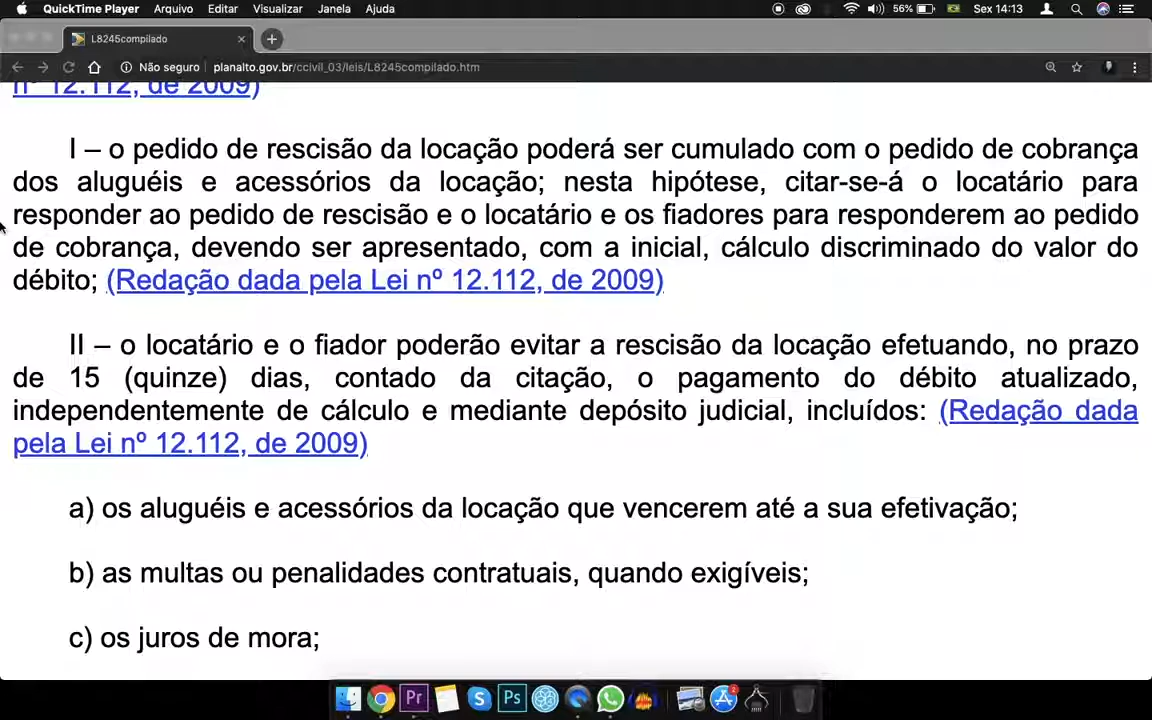 QuickTime Player Arquivo Editar Visualizar Janela Ajuda 56% Sex 14:13
L8245compilado
Não seguro planalto.gov.br/ccivil_03/leis/L8245compilado.htm
nº 12.112, de 2009)
I – o pedido de rescisão da locação poderá ser cumulado com o pedido de cobrança
dos aluguéis e acessórios da locação; nesta hipótese, citar-se-á o locatário para
responder ao pedido de rescisão e o locatário e os fiadores para responderem ao pedido
de cobrança, devendo ser apresentado, com a inicial, cálculo discriminado do valor do
débito; (Redação dada pela Lei nº 12.112, de 2009)
II – o locatário e o fiador poderão evitar a rescisão da locação efetuando, no prazo
de 15 (quinze) dias, contado da citação, o pagamento do débito atualizado,
independentemente de cálculo e mediante depósito judicial, incluídos: (Redação dada
pela Lei nº 12.112, de 2009)
a) os aluguéis e acessórios da locação que vencerem até a sua efetivação;
b) as multas ou penalidades contratuais, quando exigíveis;
c) os juros de mora;
Pr S Ps 2